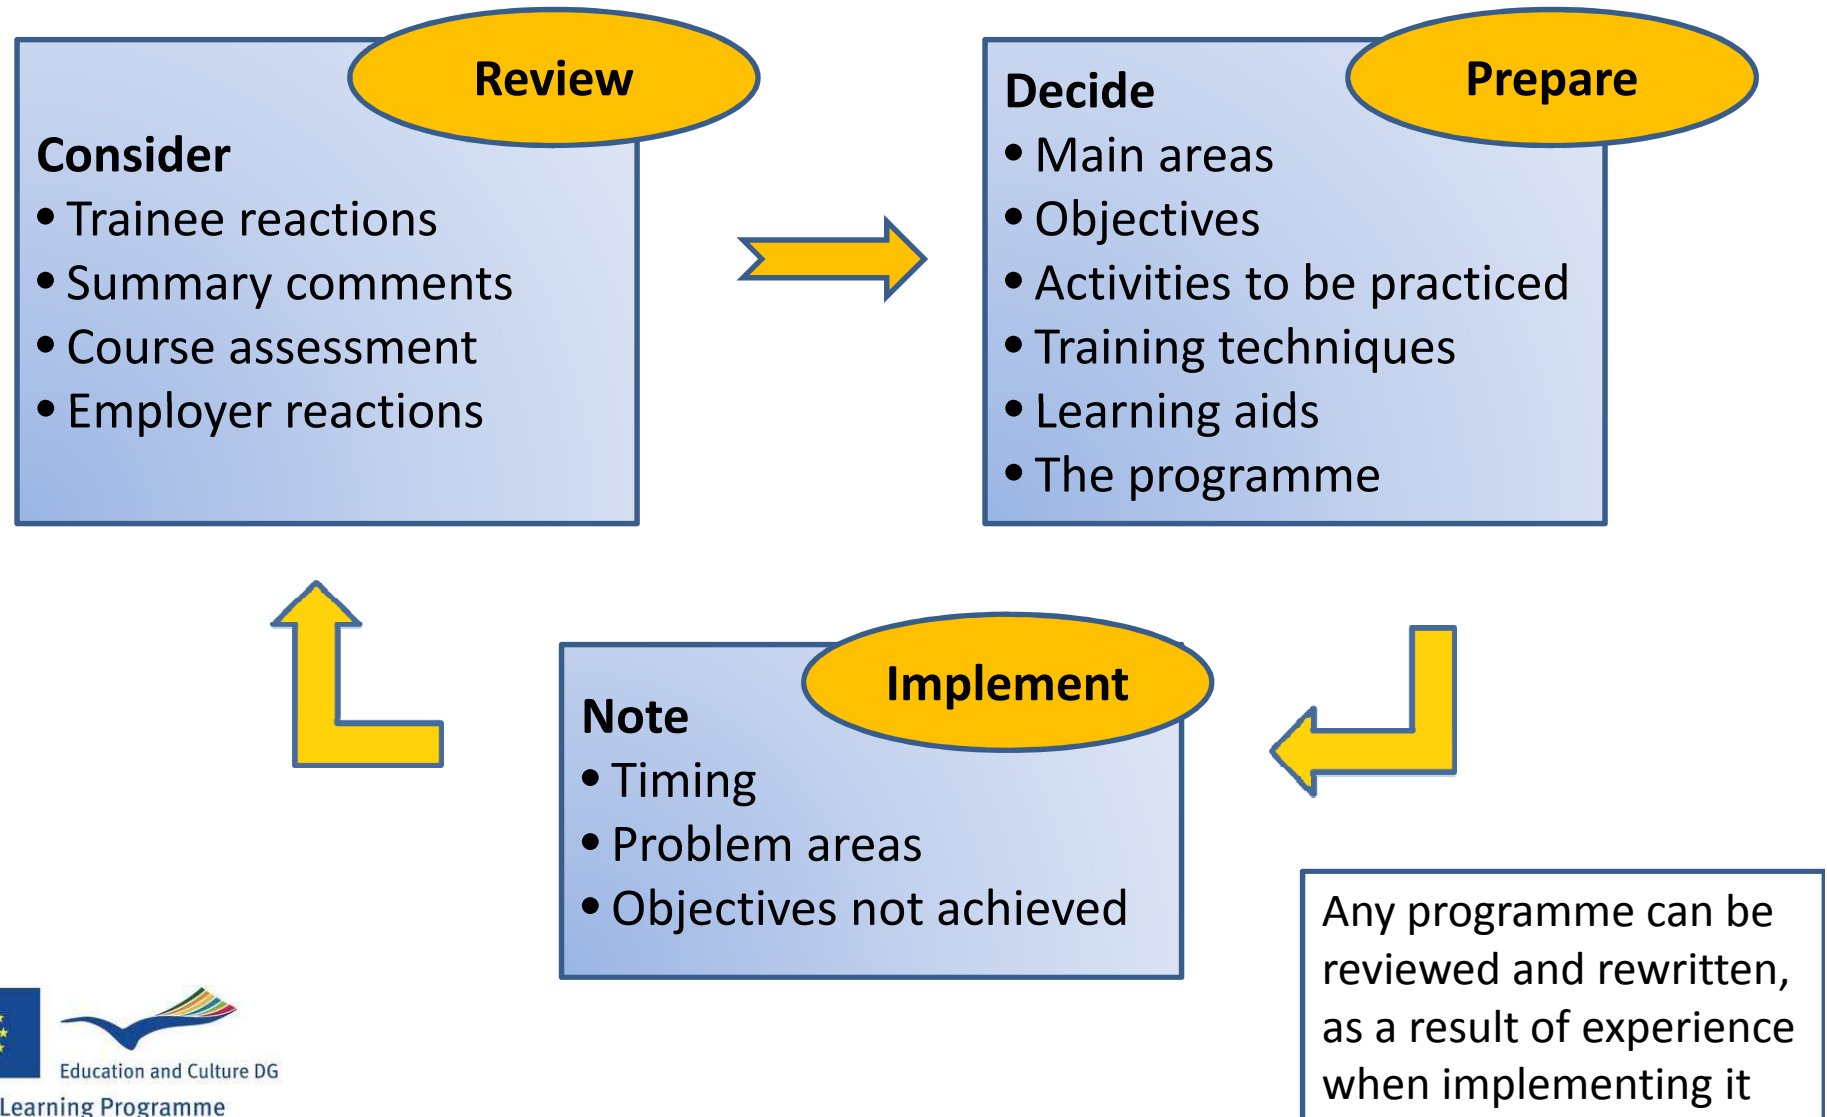 Review
Consider
• Trainee reactions
• Summary comments
• Course assessment
• Employer reactions
Prepare
Decide
• Main areas
• Objectives
• Activities to be practiced
• Training techniques
• Learning aids
• The programme
Implement
Note
• Timing
• Problem areas
• Objectives not achieved
Any programme can be
reviewed and rewritten,
as a result of experience
when implementing it
Education and Culture DG
Learning Programme